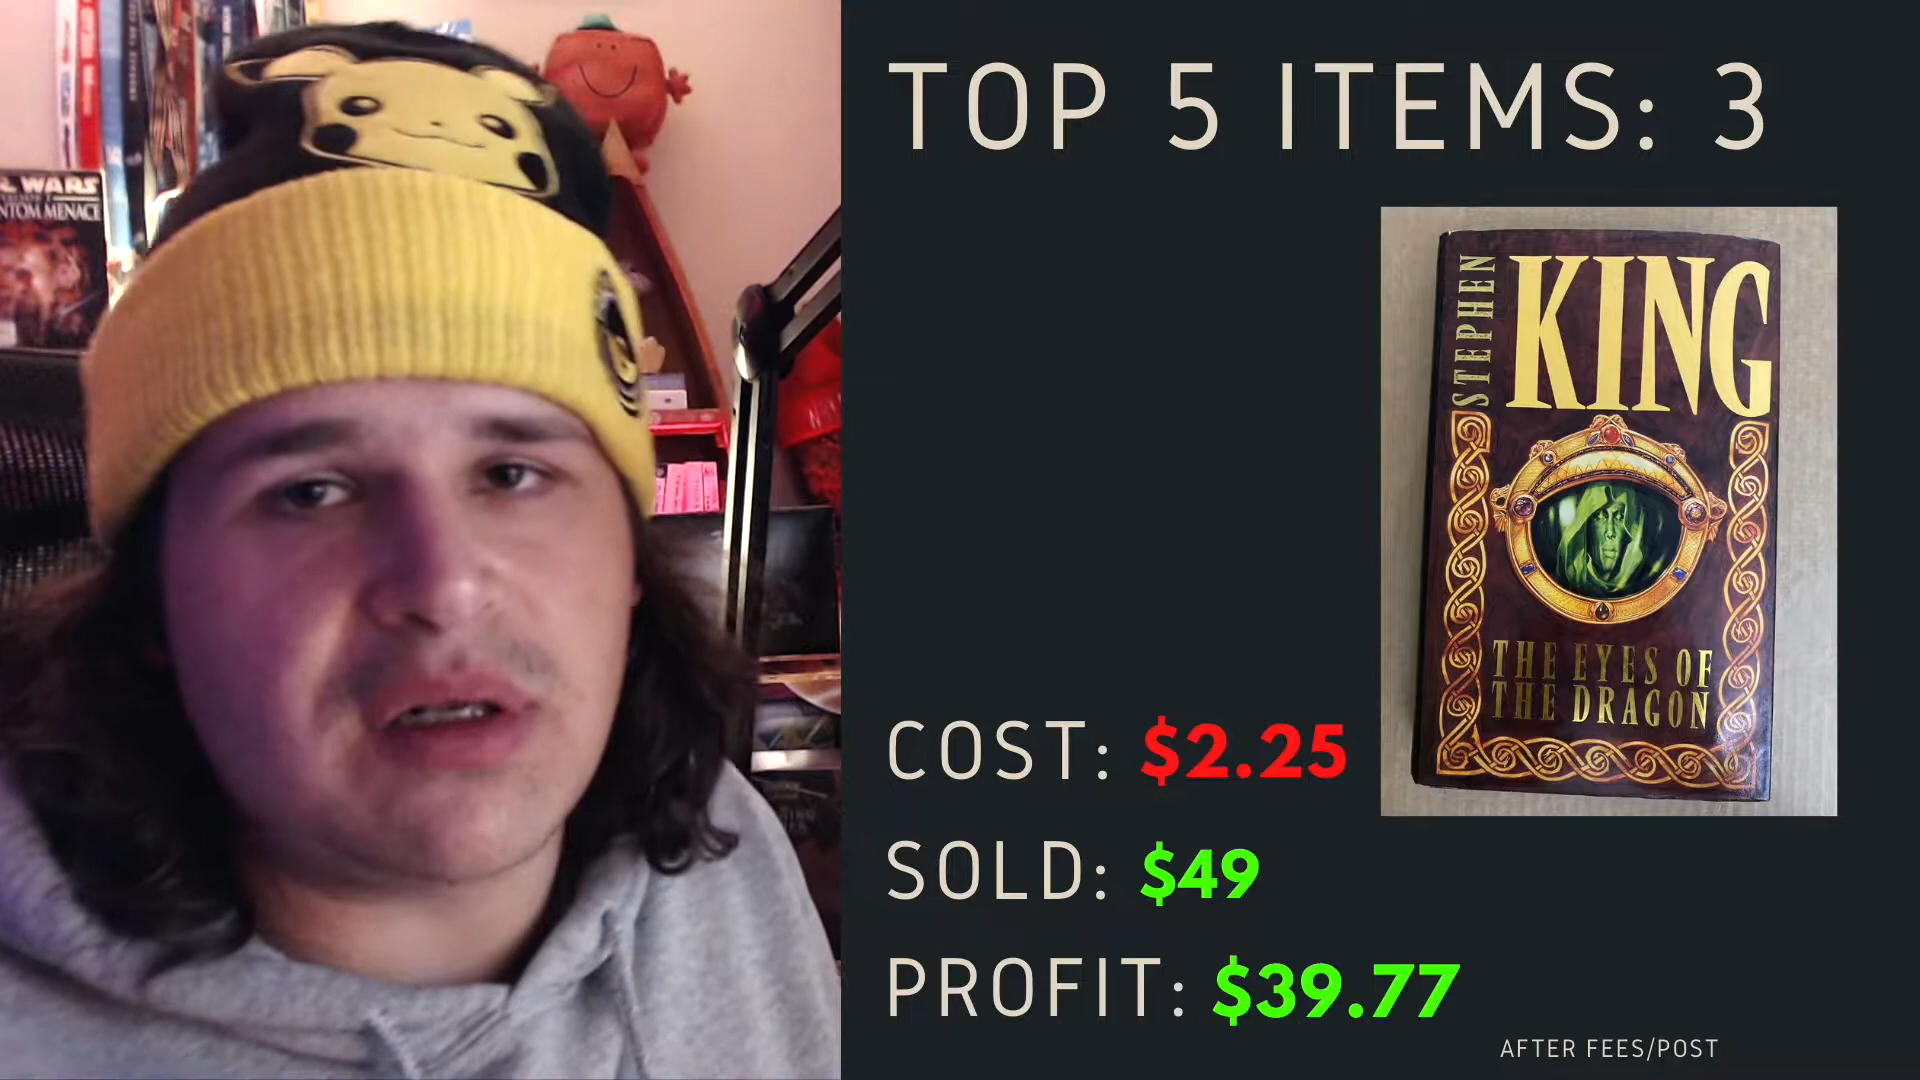 TOP 5 ITEMS: 3
WARS
NTOM MENACE
STEPHEN
KING
THE EYES OF
THE DRAGON
COST: $2.25
SOLD: $49
PROFIT: $39.77
AFTER FEES/POST